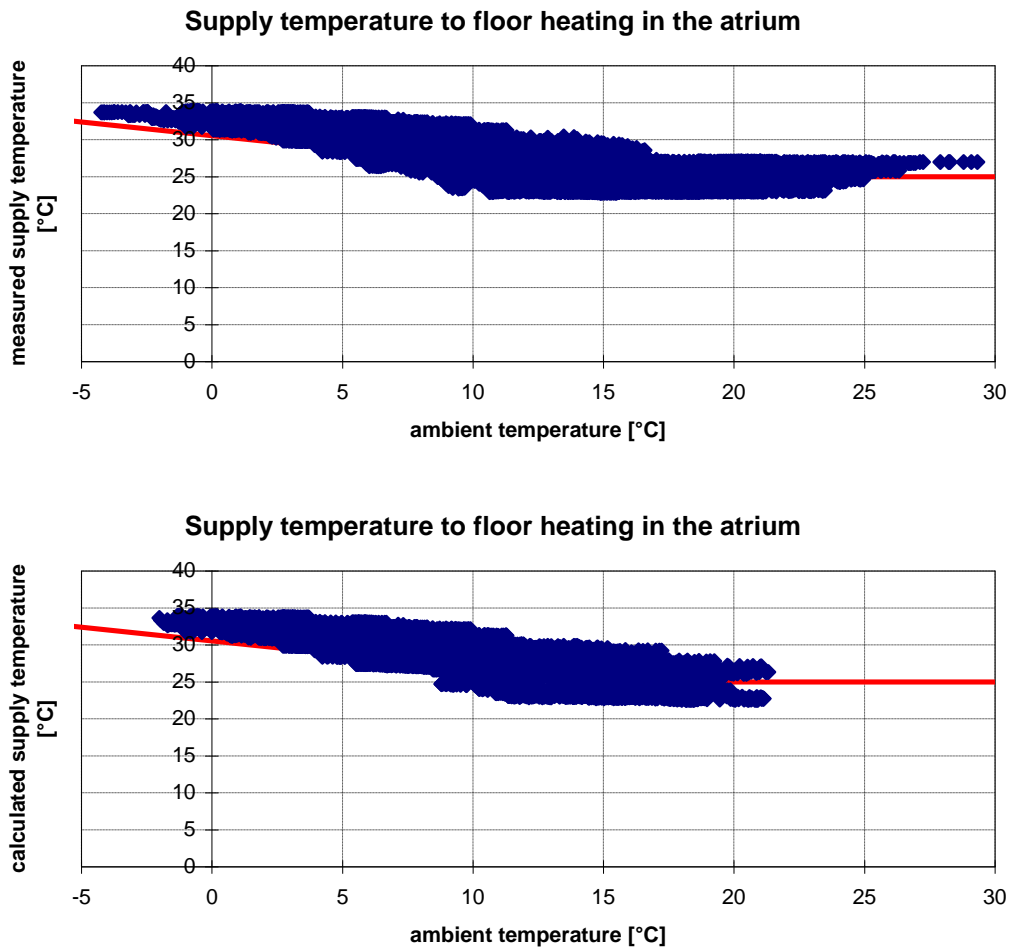 Supply temperature to floor heating in the atrium
40
35
30
25
20
15
10
5
0
-5 0 5 10 15 20 25 30
measured supply temperature
[°C]
ambient temperature [°C]
Supply temperature to floor heating in the atrium
40
35
30
25
20
15
10
5
0
-5 0 5 10 15 20 25 30
calculated supply temperature
[°C]
ambient temperature [°C]